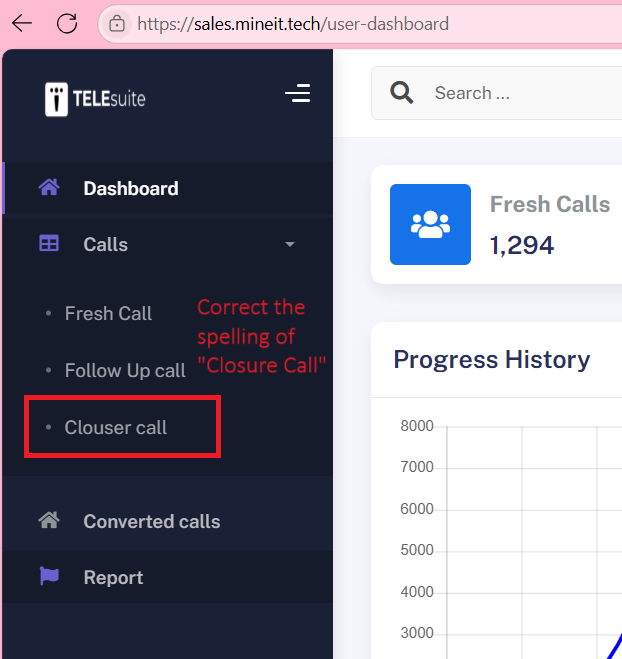 https://sales.mineit.tech/user-dashboard
TELEsuite
Search ...
Dashboard
Fresh Calls
1,294
Calls
Fresh Call
Correct the
spelling of
"Closure Call"
Follow Up call
Clouser call
Converted calls
Report
Progress History
8000
7000
6000
5000
4000
3000